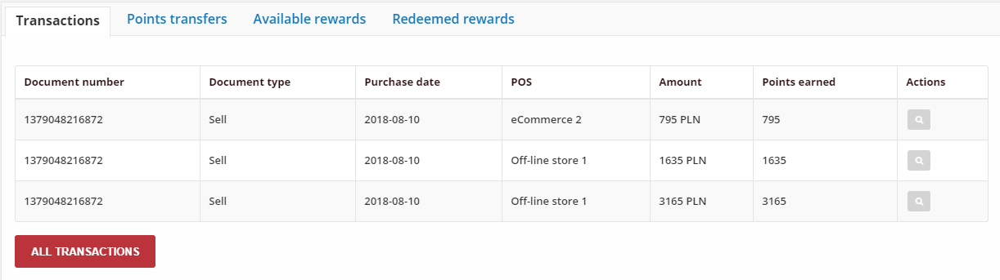 Transactions Points transfers Available rewards Redeemed rewards
Document number Document type Purchase date POS Amount Points earned Actions
1379048216872 Sell 2018-08-10 eCommerce 2 795 PLN 795
1379048216872 Sell 2018-08-10 Off-line store 1 1635 PLN 1635
1379048216872 Sell 2018-08-10 Off-line store 1 3165 PLN 3165
ALL TRANSACTIONS